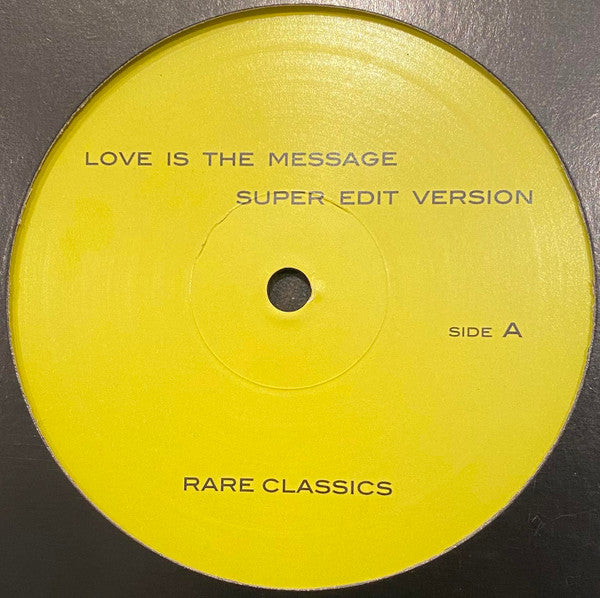 LOVE IS THE MESSAGE
SUPER EDIT VERSION
SIDE A
RARE CLASSICS